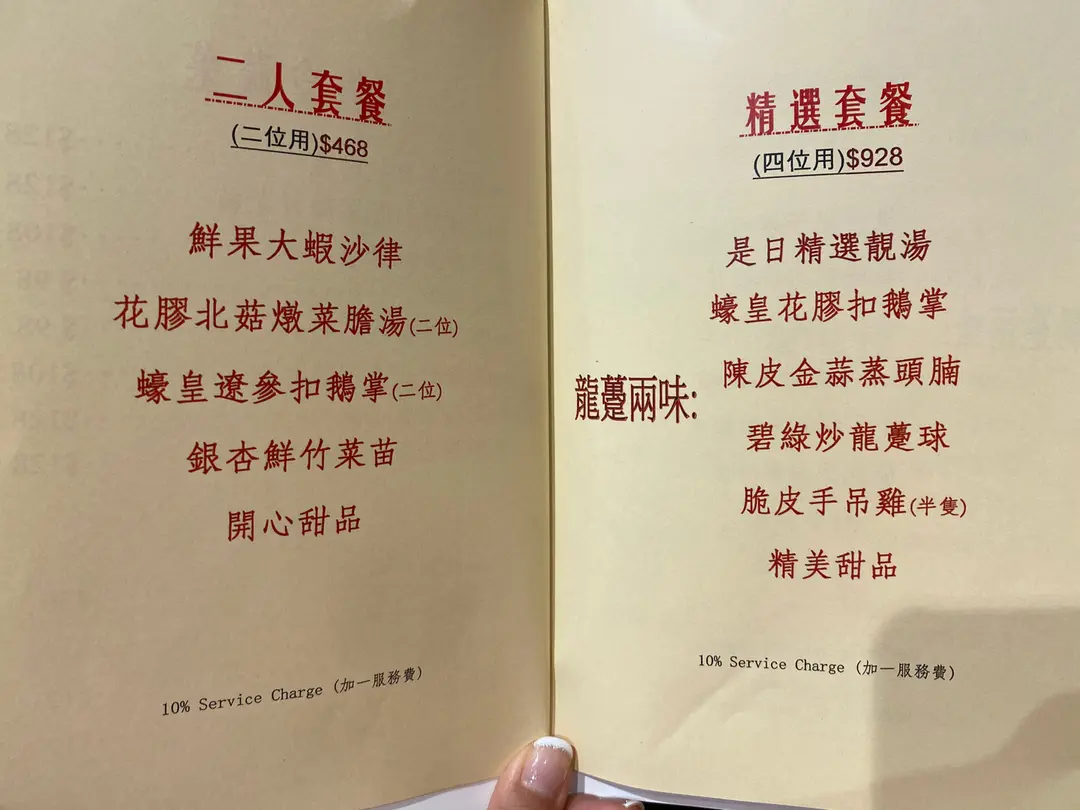 二人套餐
(二位用)$468
鮮果大蝦沙律
花膠北菇燉菜膽湯(二位)
蠔皇遼參扣鵝掌(二位)
銀杏鮮竹菜苗
開心甜品
10% Service Charge (加一服務費)
精選套餐
(四位用)$928
是日精選靚湯
蠔皇花膠扣鵝掌
龍躉兩味:
陳皮金蒜蒸頭腩
碧綠炒龍躉球
脆皮手吊雞(半隻)
精美甜品
10% Service Charge (加一服務費)